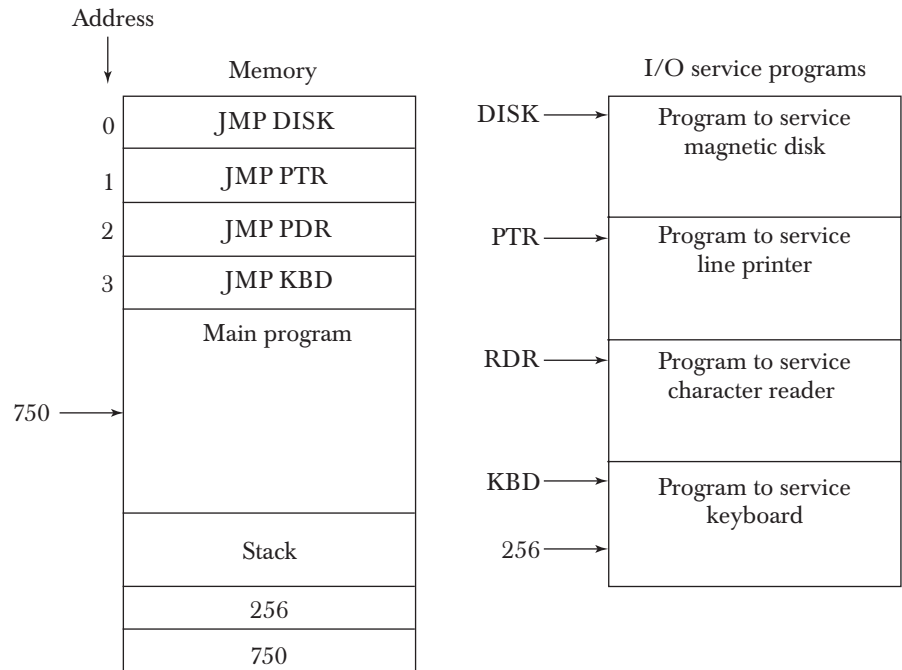 Address
Memory
0
JMP DISK
1
JMP PTR
2
JMP PDR
3
JMP KBD
Main program
750
Stack
256
750
I/O service programs
DISK
Program to service
magnetic disk
PTR
Program to service
line printer
RDR
Program to service
character reader
KBD
Program to service
keyboard
256